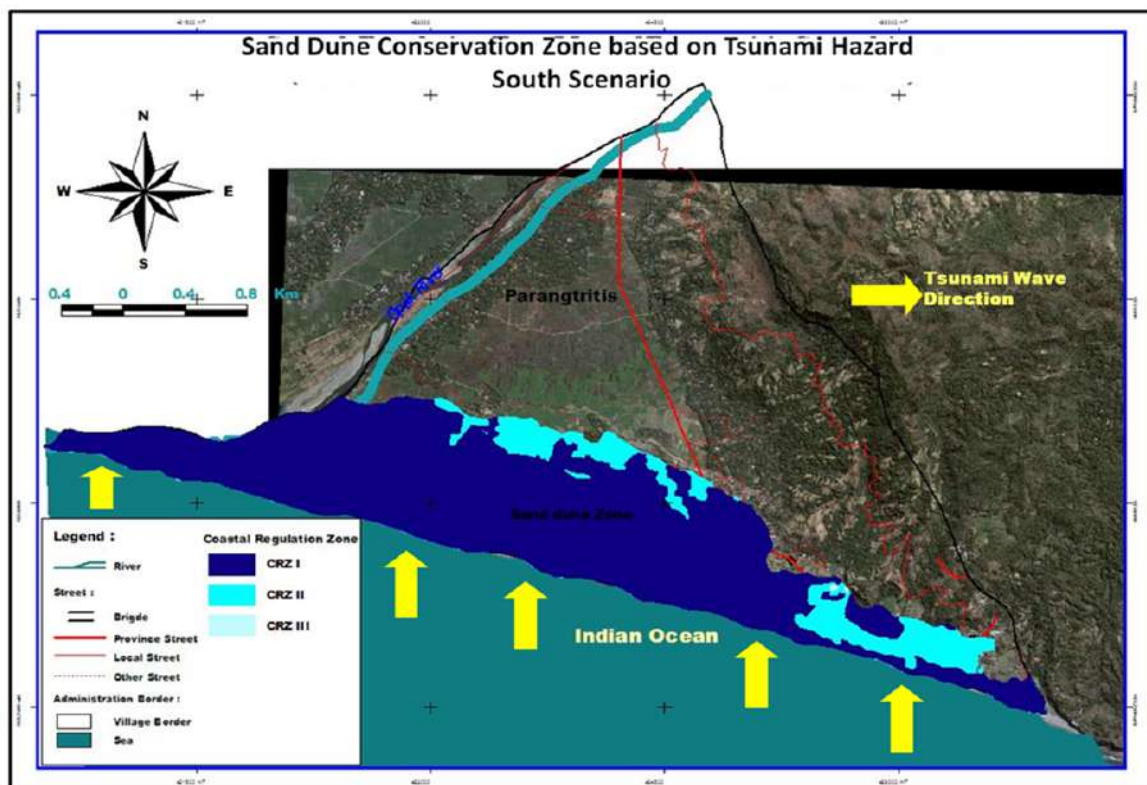 Sand Dune Conservation Zone based on Tsunami Hazard
South Scenario
N
W
E
S
0.4 0 0.4 0.8 Km
Tsunami Wave
Direction
Parangtritis
Sand dune Zone
Indian Ocean
Legend :
River
Street :
Brigde
Province Street
Local Street
Other Street
Administration Border :
Village Border
Sea
Coastal Regulation Zone
CRZ I
CRZ II
CRZ III